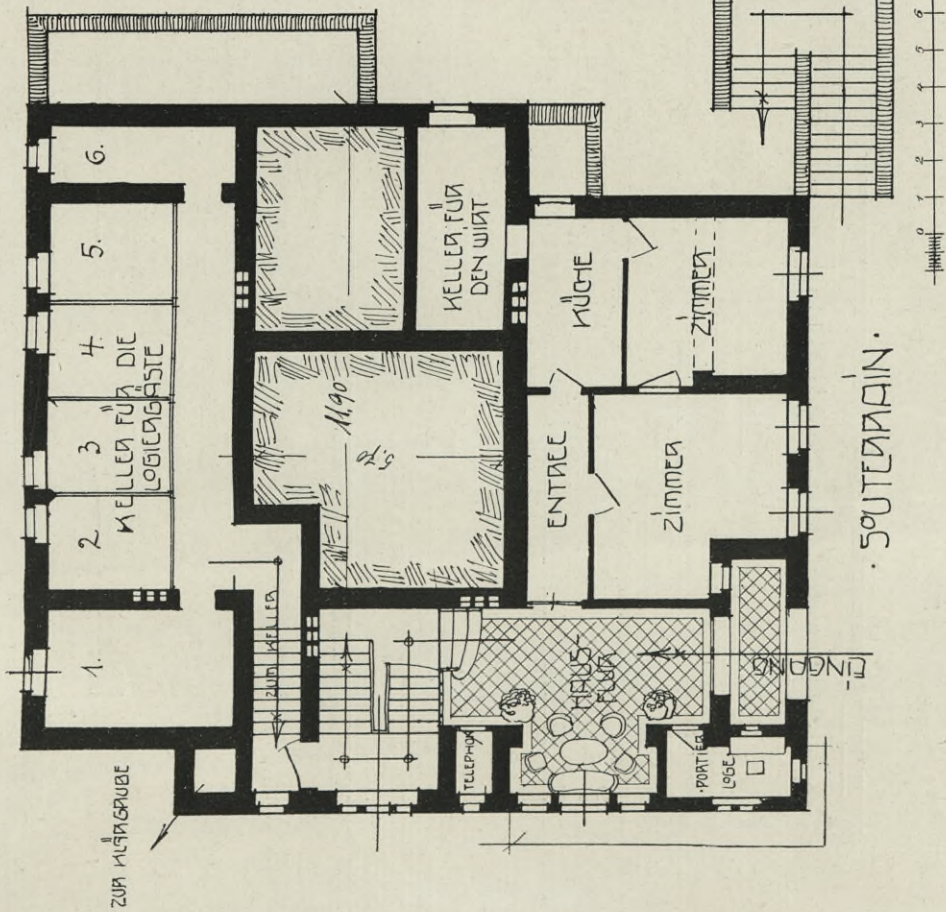 6.
5.
4.
3
2
1.
KELLER FÜR DIE
LOGIERGÄSTE
KELLER FÜR
DEN WIRT
KÜCHE
ZIMMER
11,90
5,70
ENTREE
ZIMMER
ZUM KELLER
HAUS
FLUR
EINGANG
TELEPHON
PORTIER
LOGE
ZUR KLÄRGRUBE
· SOUTERRAIN ·
0 1 2 3 4 5 6